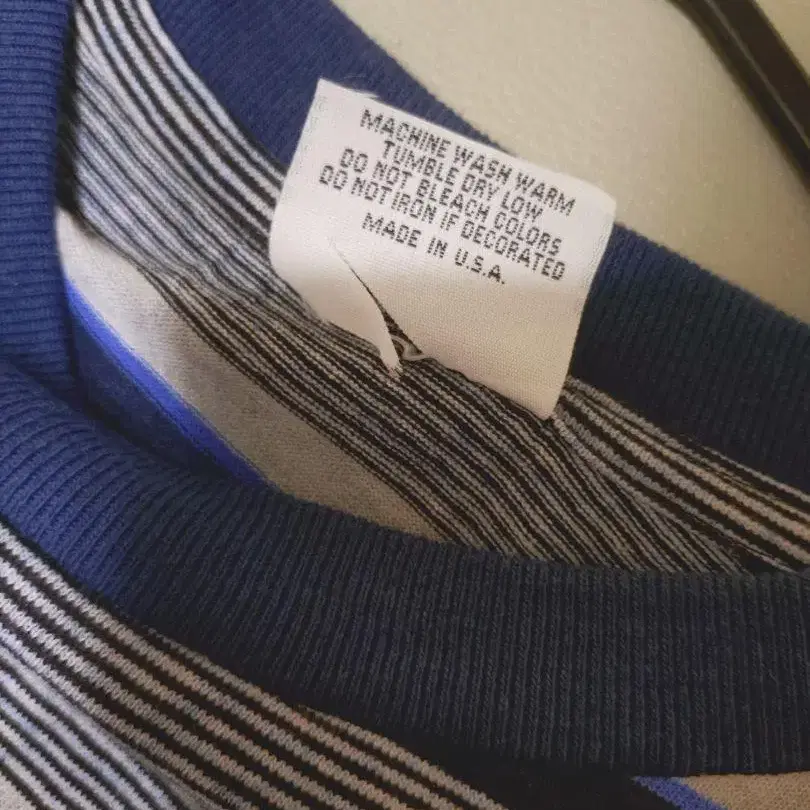 MACHINE WASH WARM
TUMBLE DRY LOW
DO NOT BLEACH COLORS
DO NOT IRON IF DECORATED
MADE IN U.S.A.